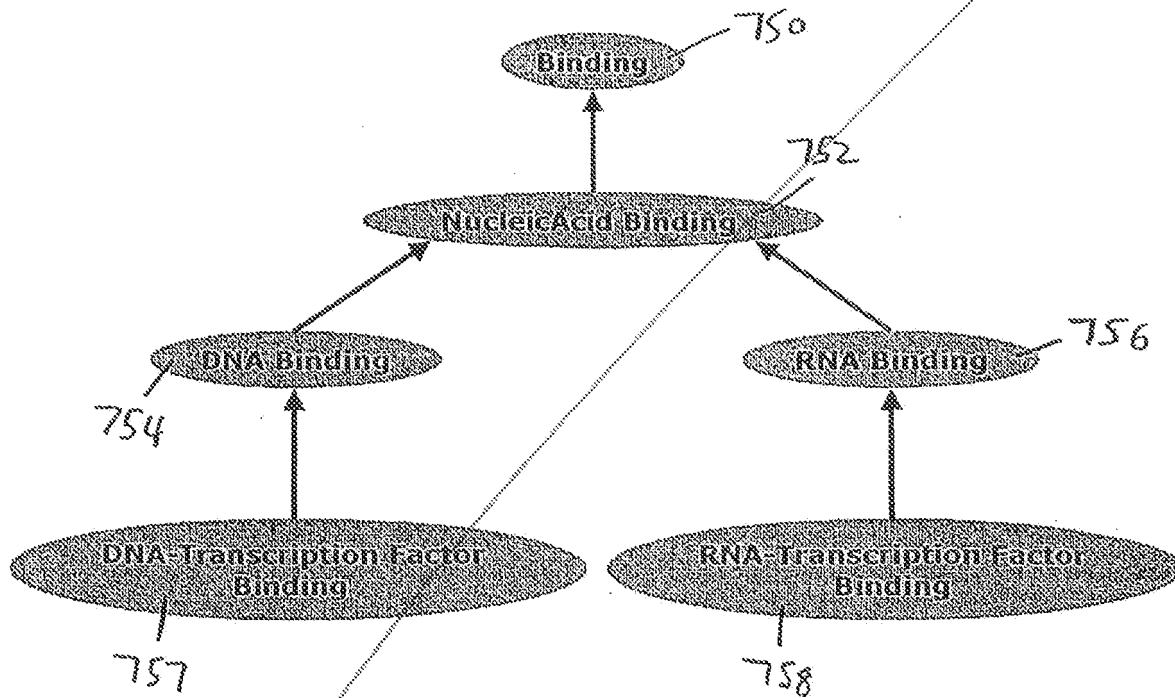 750
Binding
752
NucleicAcid Binding
DNA Binding
RNA Binding
756
754
DNA-Transcription Factor
Binding
RNA-Transcription Factor
Binding
757
758